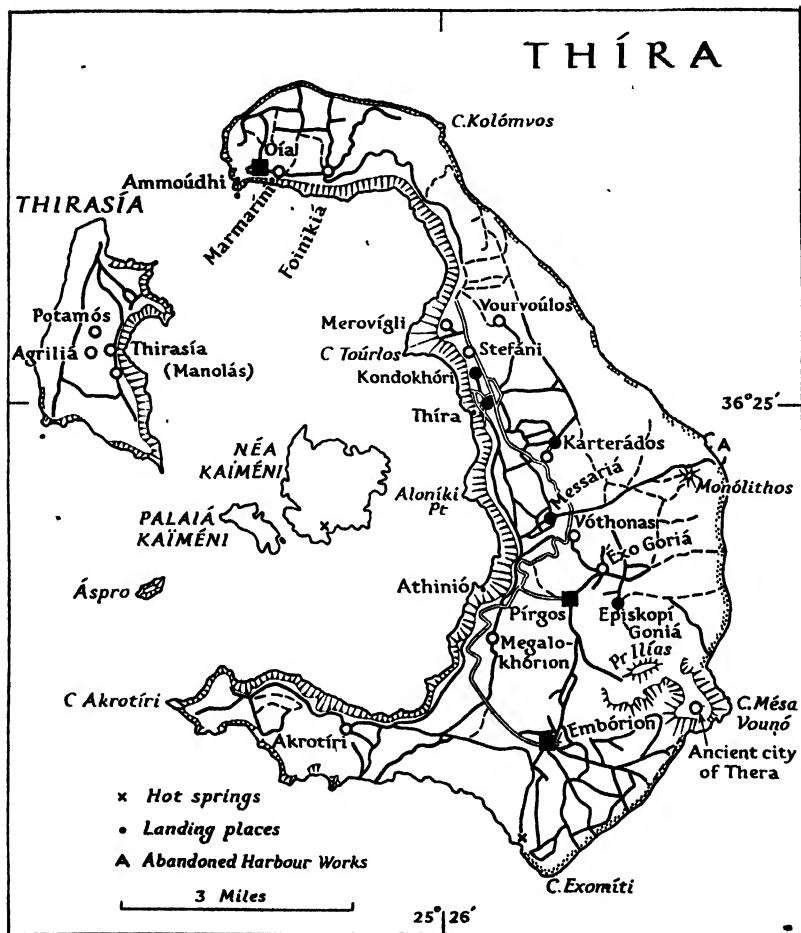 THÍRA
C. Kolómvos
Oía
Ammoúdhi
Marmaríni
Foinikiá
THIRASÍA
Potamós
Agriliá
Thirasía
(Manolás)
Merovígli
Vourvoúlos
C Toúrlos
Stefáni
Kondokhóri
Thíra
36° 25′
Karterádos
A
Monólithos
Messariá
NÉA
KAÏMÉNI
Aloníki
Pt
PALAIÁ
KAÏMÉNI
Vóthonas
Éxo Goriá
Áspro
Athinió
Pírgos
Episkopí
Goniá
Megalo-
khórion
Pr Ilías
C Akrotíri
C. Mésa
Vounó
Akrotíri
Embórion
Ancient city
of Thera
x Hot springs
• Landing places
A Abandoned Harbour Works
3 Miles
C. Exomíti
25° 26′